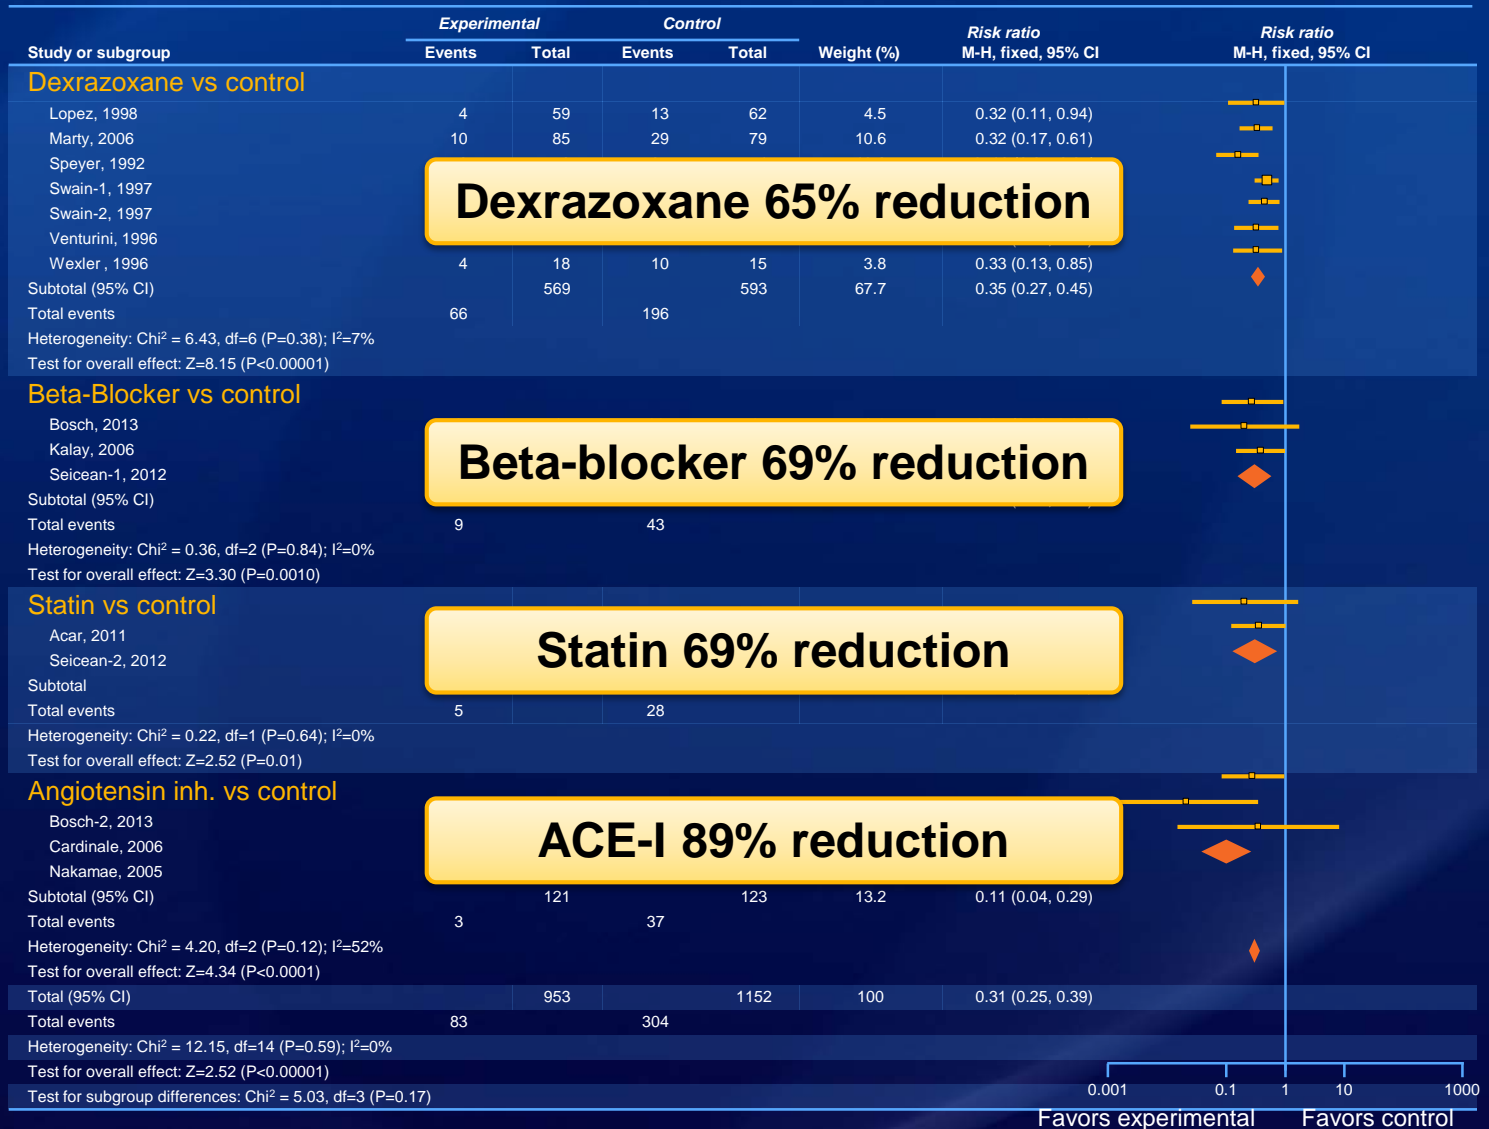 Experimental Control Risk ratio Risk ratio
Study or subgroup Events Total Events Total Weight (%) M-H, fixed, 95% CI M-H, fixed, 95% CI
Dexrazoxane vs control
Lopez, 1998 4 59 13 62 4.5 0.32 (0.11, 0.94)
Marty, 2006 10 85 29 79 10.6 0.32 (0.17, 0.61)
Speyer, 1992
Swain-1, 1997
Dexrazoxane 65% reduction
Swain-2, 1997
Venturini, 1996
Wexler , 1996 4 18 10 15 3.8 0.33 (0.13, 0.85)
Subtotal (95% CI) 569 593 67.7 0.35 (0.27, 0.45)
Total events 66 196
Heterogeneity: Chi² = 6.43, df=6 (P=0.38); I²=7%
Test for overall effect: Z=8.15 (P<0.00001)
Beta-Blocker vs control
Bosch, 2013
Kalay, 2006
Beta-blocker 69% reduction
Seicean-1, 2012
Subtotal (95% CI)
Total events 9 43
Heterogeneity: Chi² = 0.36, df=2 (P=0.84); I²=0%
Test for overall effect: Z=3.30 (P=0.0010)
Statin vs control
Acar, 2011
Statin 69% reduction
Seicean-2, 2012
Subtotal
Total events 5 28
Heterogeneity: Chi² = 0.22, df=1 (P=0.64); I²=0%
Test for overall effect: Z=2.52 (P=0.01)
Angiotensin inh. vs control
Bosch-2, 2013
ACE-I 89% reduction
Cardinale, 2006
Nakamae, 2005
Subtotal (95% CI) 121 123 13.2 0.11 (0.04, 0.29)
Total events 3 37
Heterogeneity: Chi² = 4.20, df=2 (P=0.12); I²=52%
Test for overall effect: Z=4.34 (P<0.0001)
Total (95% CI) 953 1152 100 0.31 (0.25, 0.39)
Total events 83 304
Heterogeneity: Chi² = 12.15, df=14 (P=0.59); I²=0%
Test for overall effect: Z=2.52 (P<0.00001)
Test for subgroup differences: Chi² = 5.03, df=3 (P=0.17)
0.001 0.1 1 10 1000
Favors experimental Favors control